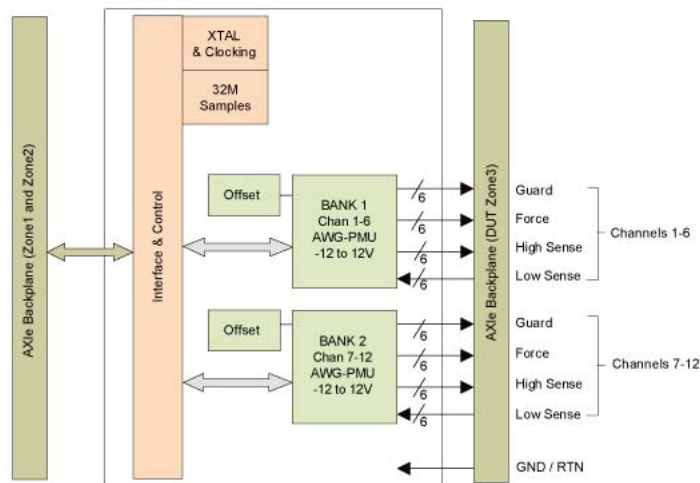 AXIe Backplane (Zone1 and Zone2)
Interface & Control
XTAL
& Clocking
32M
Samples
Offset
BANK 1
Chan 1-6
AWG-PMU
-12 to 12V
6
6
6
6
Offset
BANK 2
Chan 7-12
AWG-PMU
-12 to 12V
6
6
6
6
AXIe Backplane (DUT Zone3)
Guard
Force
High Sense
Low Sense
Channels 1-6
Guard
Force
High Sense
Low Sense
Channels 7-12
GND / RTN